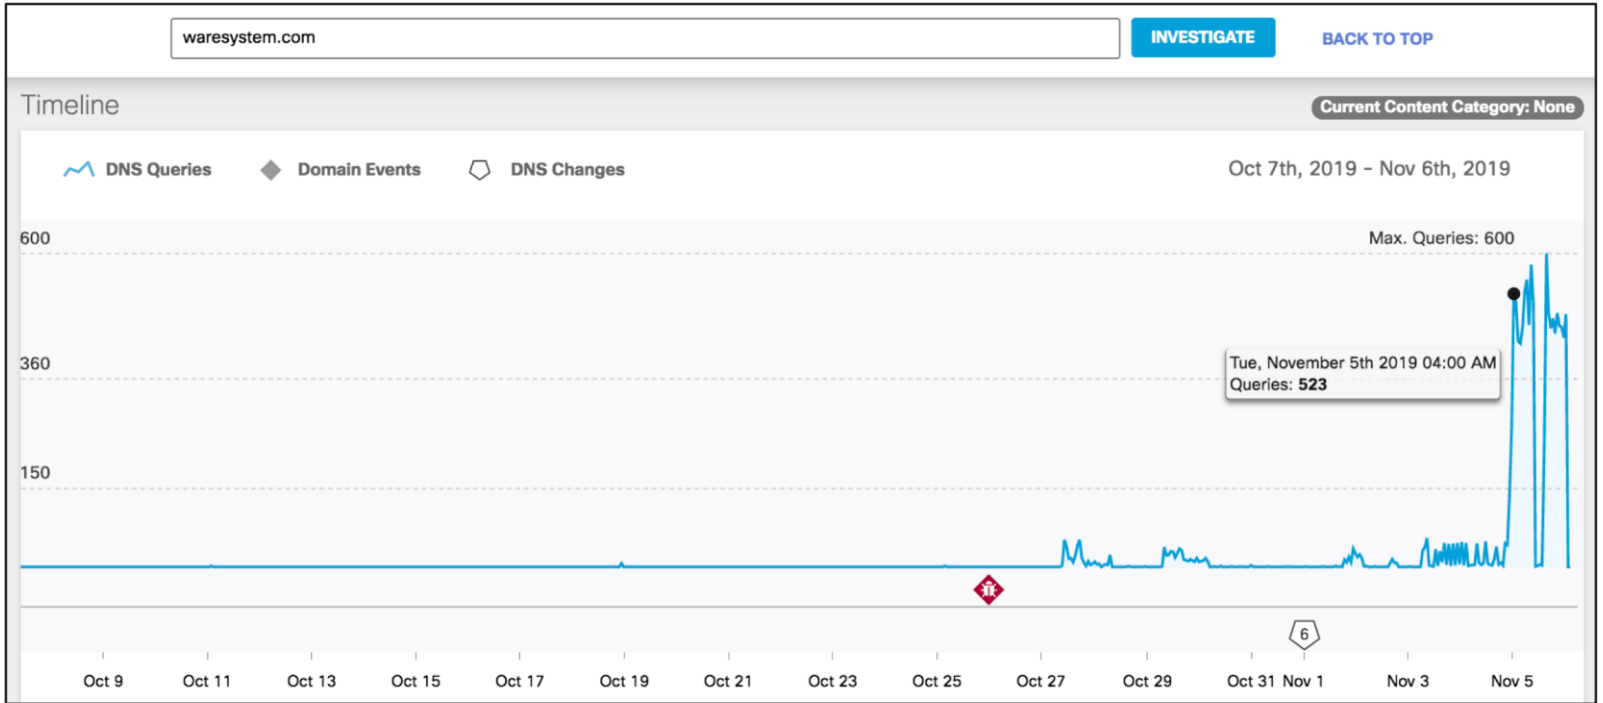 waresystem.com INVESTIGATE BACK TO TOP
Timeline Current Content Category: None
DNS Queries Domain Events DNS Changes Oct 7th, 2019 - Nov 6th, 2019
600 Max. Queries: 600
360 Tue, November 5th 2019 04:00 AM
Queries: 523
150
6
Oct 9 Oct 11 Oct 13 Oct 15 Oct 17 Oct 19 Oct 21 Oct 23 Oct 25 Oct 27 Oct 29 Oct 31 Nov 1 Nov 3 Nov 5